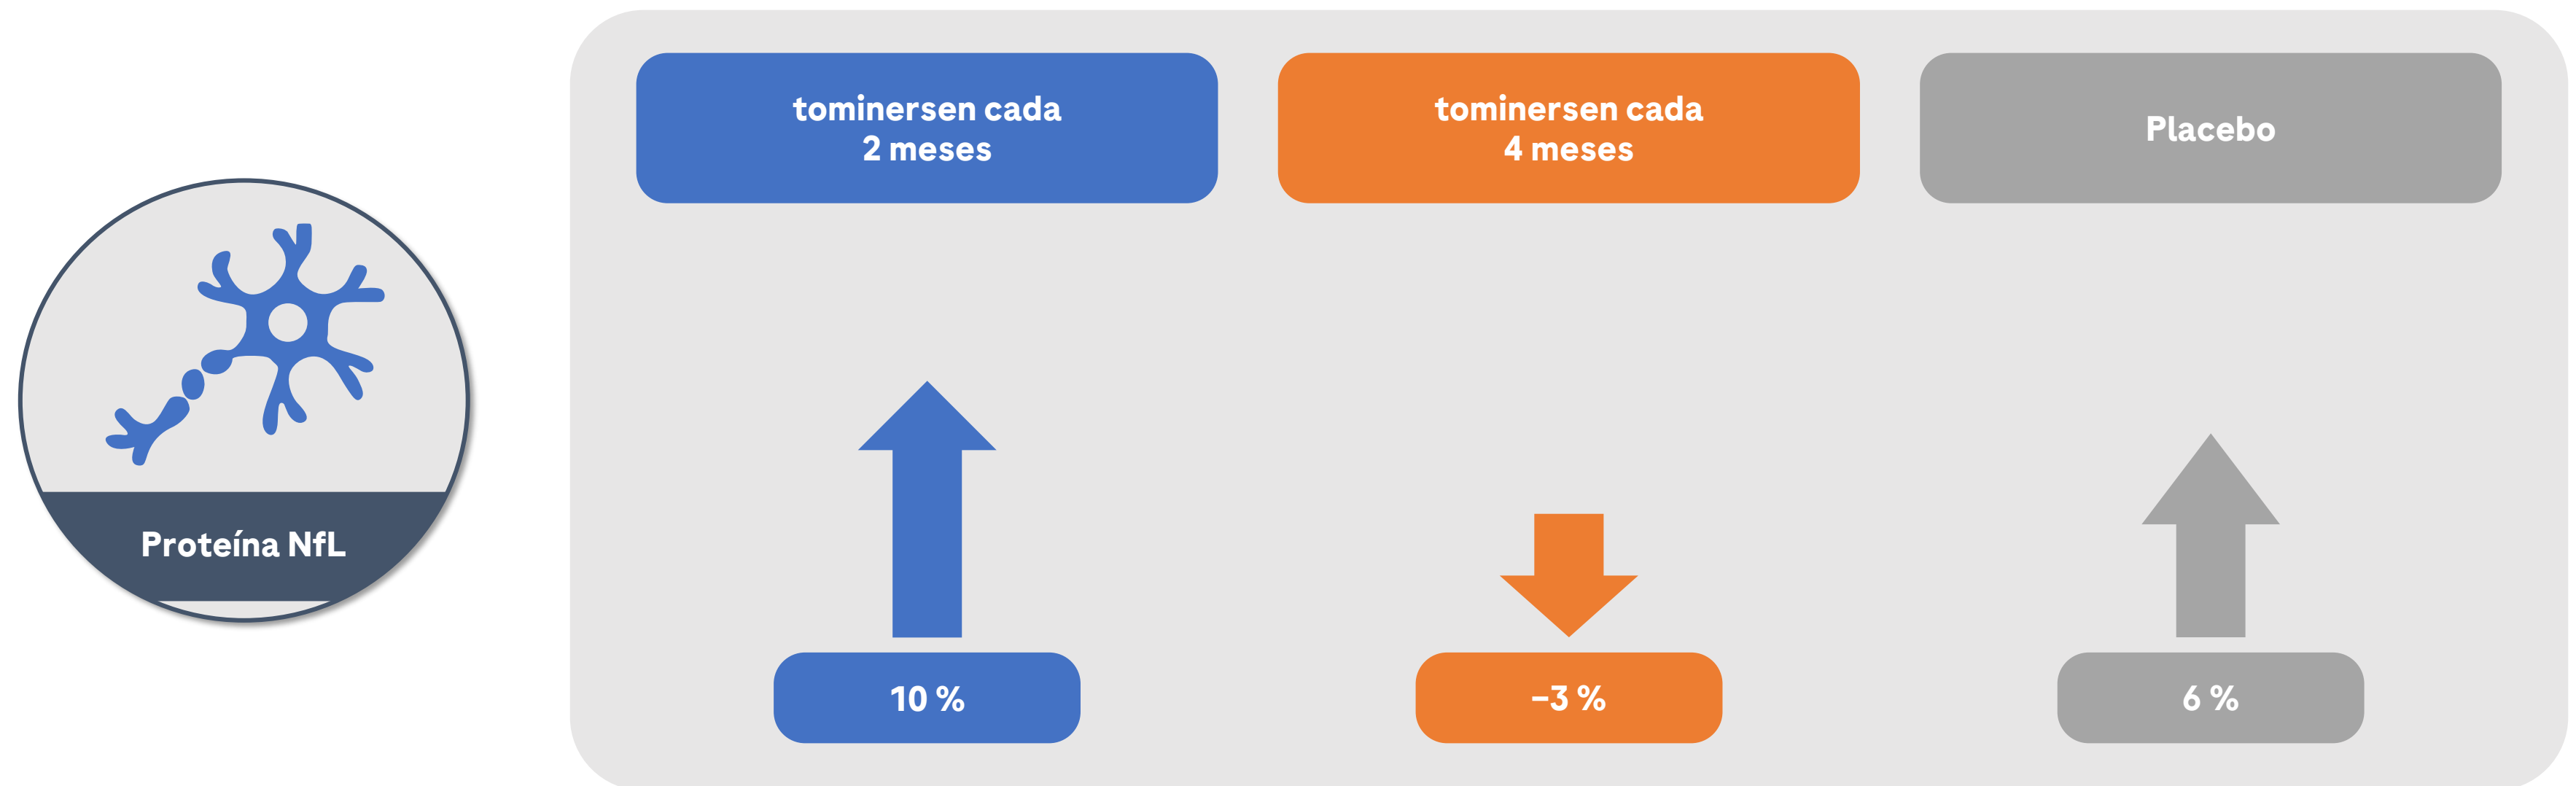 tominersen cada
2 meses
tominersen cada
4 meses
Placebo
Proteína NfL
10 %
−3 %
6 %